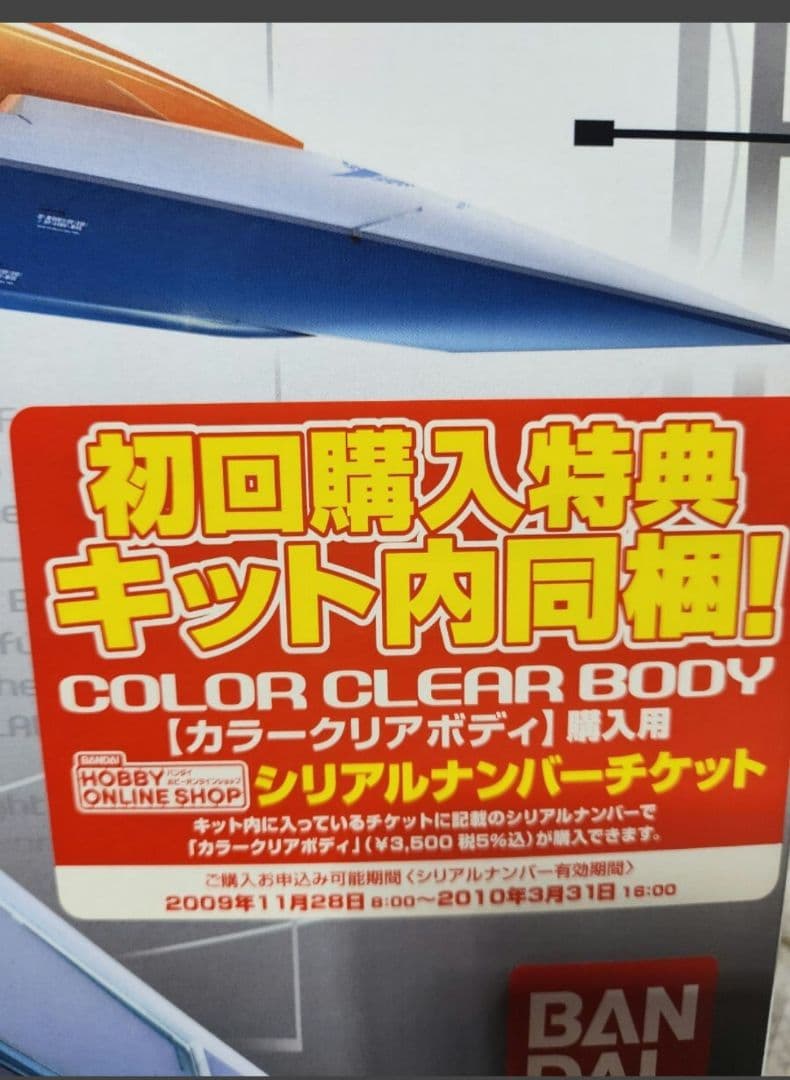 初回購入特典
キット内同梱!
COLOR CLEAR BODY
【カラークリアボディ】購入用
BANDAI
HOBBY バンダイ
ONLINE SHOP ホビーオンラインショップ
シリアルナンバーチケット
キット内に入っているチケットに記載のシリアルナンバーで
「カラークリアボディ」(¥3,500 税5%込)が購入できます。
ご購入お申込み可能期間〈シリアルナンバー有効期間〉
2009年11月28日 8:00〜2010年3月31日 16:00
BAN
DAI